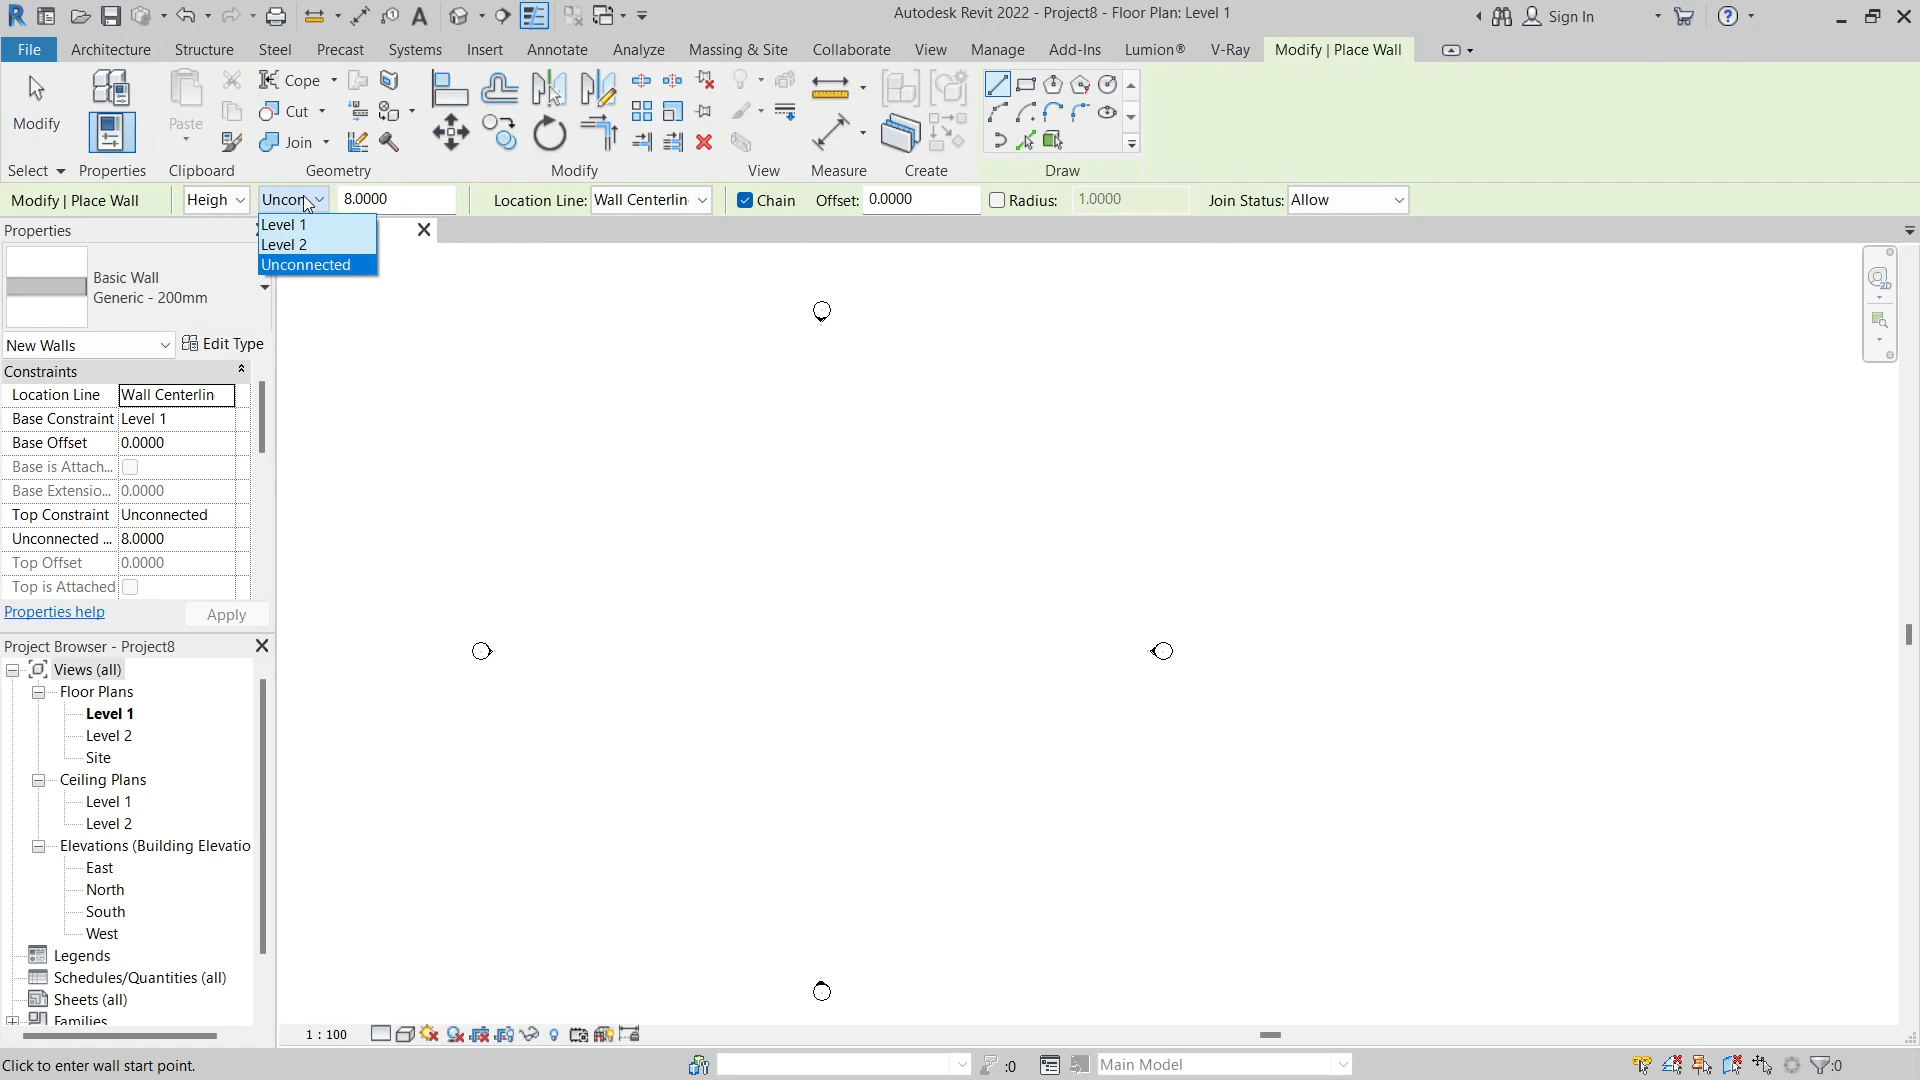 Autodesk Revit 2022 - Project8 - Floor Plan: Level 1
Sign In
File Architecture Structure Steel Precast Systems Insert Annotate Analyze Massing & Site Collaborate View Manage Add-Ins Lumion® V-Ray Modify | Place Wall
Modify
Paste
Cope
Cut
Join
Select Properties Clipboard Geometry Modify View Measure Create Draw
Modify | Place Wall Heigh Uncon 8.0000 Location Line: Wall Centerlin Chain Offset: 0.0000 Radius: 1.0000 Join Status: Allow
Level 1
Level 2
Unconnected
Properties
Basic Wall
Generic - 200mm
New Walls Edit Type
Constraints
Location Line Wall Centerlin
Base Constraint Level 1
Base Offset 0.0000
Base is Attach...
Base Extensio... 0.0000
Top Constraint Unconnected
Unconnected ... 8.0000
Top Offset 0.0000
Top is Attached
Properties help Apply
Project Browser - Project8
Views (all)
Floor Plans
Level 1
Level 2
Site
Ceiling Plans
Level 1
Level 2
Elevations (Building Elevatio
East
North
South
West
Legends
Schedules/Quantities (all)
Sheets (all)
Families
2D
1 : 100
Click to enter wall start point.
:0
Main Model
:0